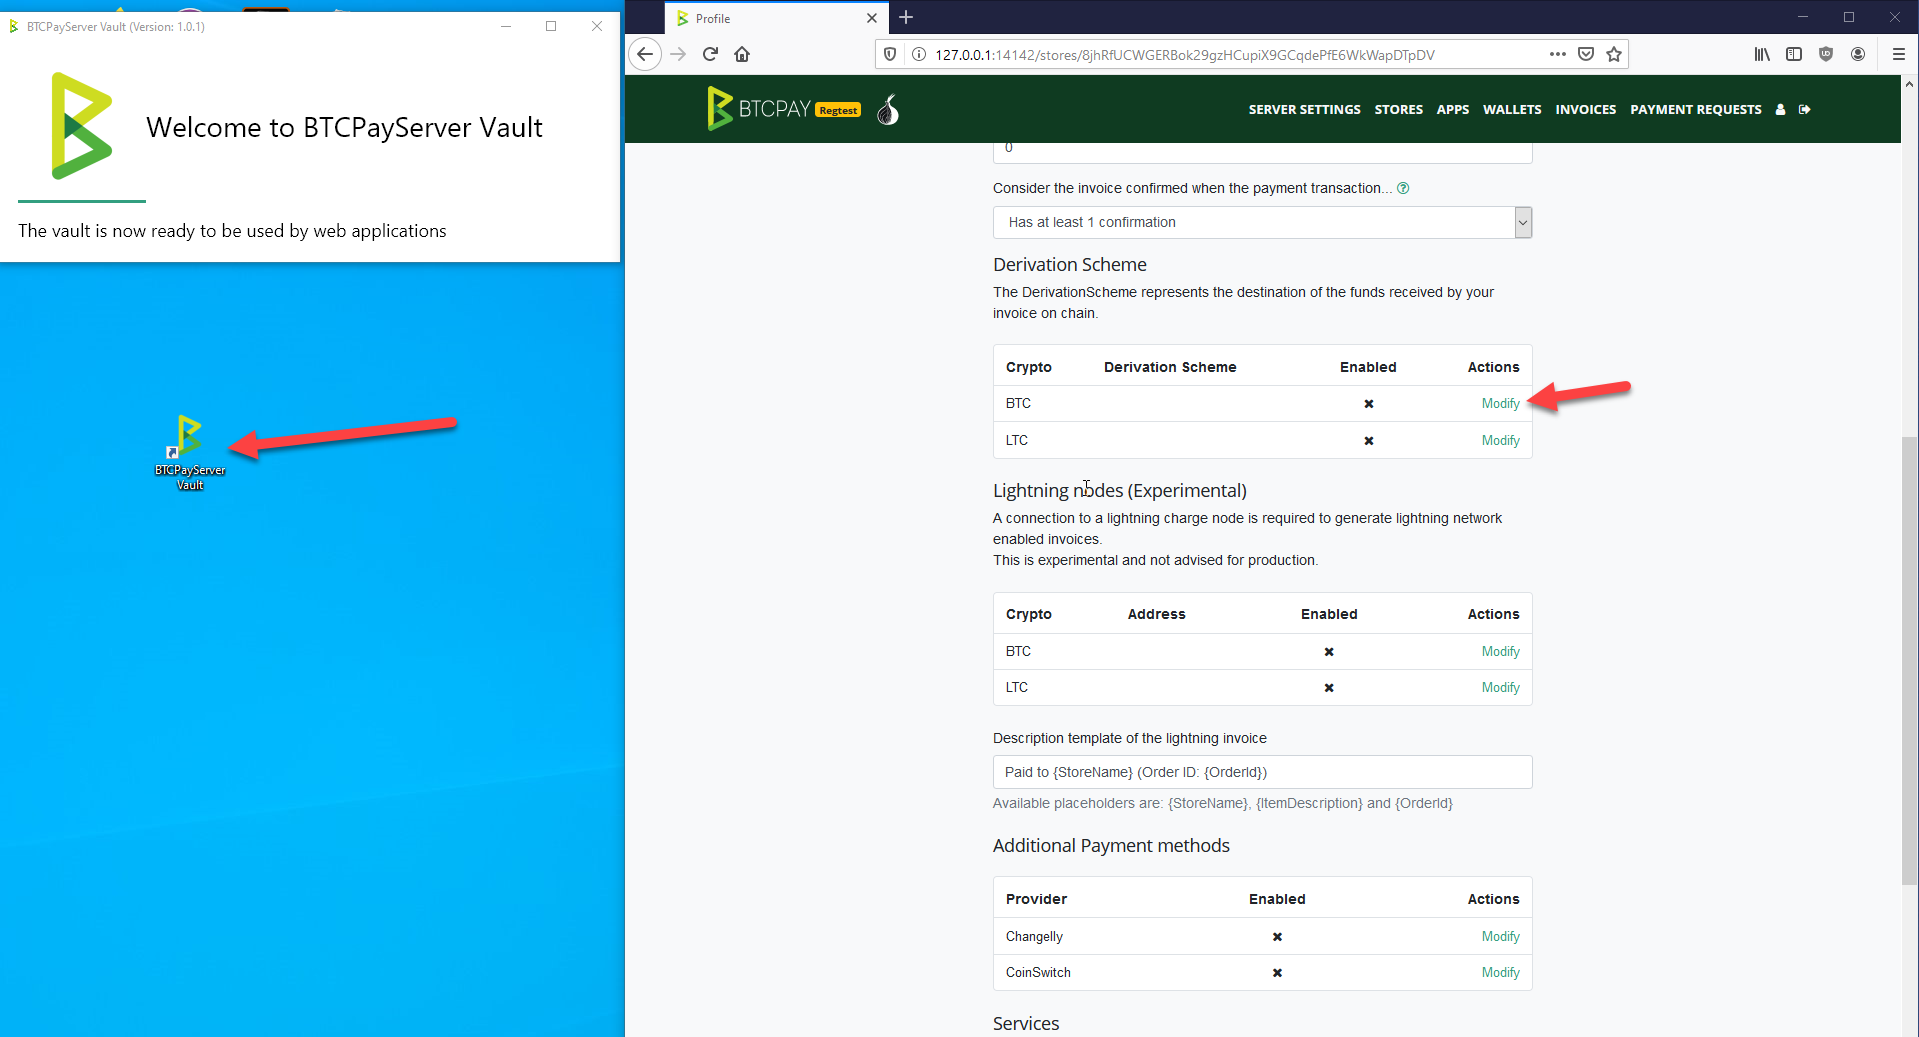 BTCPayServer Vault (Version: 1.0.1)
Welcome to BTCPayServer Vault
The vault is now ready to be used by web applications
BTCPayServer
Vault
Profile
127.0.0.1:14142/stores/8jhRfUCWGERBok29gzHCupiX9GCqdePfE6WkWapDTpDV
BTCPAY Regtest
SERVER SETTINGS STORES APPS WALLETS INVOICES PAYMENT REQUESTS
0
Consider the invoice confirmed when the payment transaction...
Has at least 1 confirmation
Derivation Scheme
The DerivationScheme represents the destination of the funds received by your
invoice on chain.
Crypto Derivation Scheme Enabled Actions
BTC Modify
LTC Modify
Lightning nodes (Experimental)
A connection to a lightning charge node is required to generate lightning network
enabled invoices.
This is experimental and not advised for production.
Crypto Address Enabled Actions
BTC Modify
LTC Modify
Description template of the lightning invoice
Paid to {StoreName} (Order ID: {OrderId})
Available placeholders are: {StoreName}, {ItemDescription} and {OrderId}
Additional Payment methods
Provider Enabled Actions
Changelly Modify
CoinSwitch Modify
Services